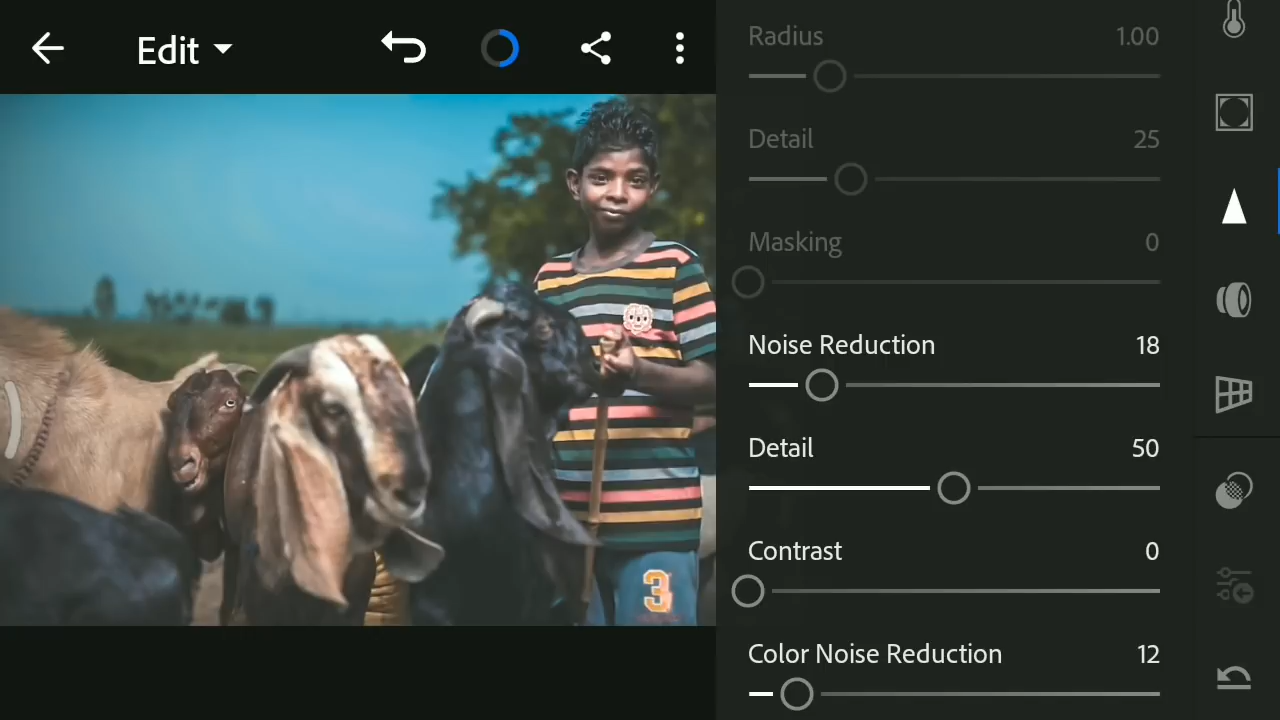 Edit
Radius 1.00
Detail 25
Masking 0
Noise Reduction 18
Detail 50
Contrast 0
Color Noise Reduction 12
3